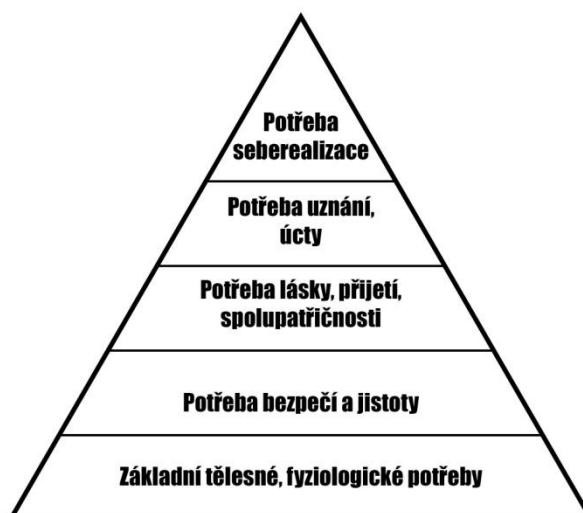 Potřeba
seberealizace
Potřeba uznání,
úcty
Potřeba lásky, přijetí,
spolupatřičnosti
Potřeba bezpečí a jistoty
Základní tělesné, fyziologické potřeby